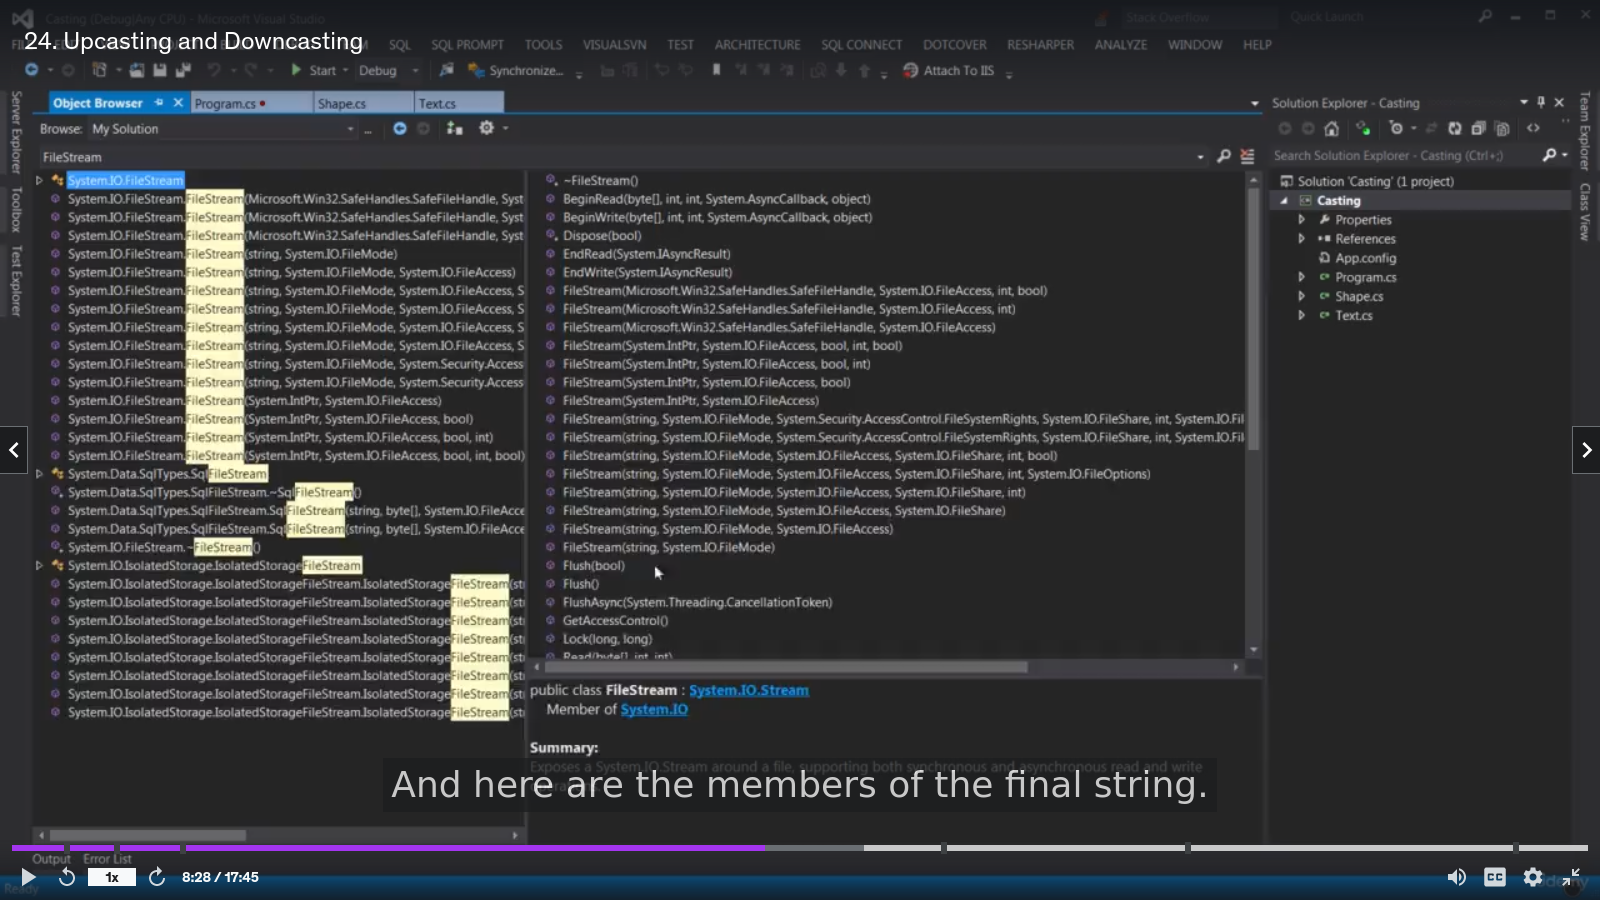 Casting (Debug|Any CPU) - Microsoft Visual Studio
Stack Overflow
Quick Launch
24. Upcasting and Downcasting
SQL SQL PROMPT TOOLS VISUALSVN TEST ARCHITECTURE SQL CONNECT DOTCOVER RESHARPER ANALYZE WINDOW HELP
Start Debug Synchronize... Attach To IIS
Server Explorer
Toolbox
Test Explorer
Object Browser Program.cs Shape.cs Text.cs
Browse: My Solution ...
FileStream
System.IO.FileStream
System.IO.FileStream.FileStream(Microsoft.Win32.SafeHandles.SafeFileHandle, Syst
System.IO.FileStream.FileStream(Microsoft.Win32.SafeHandles.SafeFileHandle, Syst
System.IO.FileStream.FileStream(Microsoft.Win32.SafeHandles.SafeFileHandle, Syst
System.IO.FileStream.FileStream(string, System.IO.FileMode)
System.IO.FileStream.FileStream(string, System.IO.FileMode, System.IO.FileAccess)
System.IO.FileStream.FileStream(string, System.IO.FileMode, System.IO.FileAccess, S
System.IO.FileStream.FileStream(string, System.IO.FileMode, System.IO.FileAccess, S
System.IO.FileStream.FileStream(string, System.IO.FileMode, System.IO.FileAccess, S
System.IO.FileStream.FileStream(string, System.IO.FileMode, System.IO.FileAccess, S
System.IO.FileStream.FileStream(string, System.IO.FileMode, System.Security.Access
System.IO.FileStream.FileStream(string, System.IO.FileMode, System.Security.Access
System.IO.FileStream.FileStream(System.IntPtr, System.IO.FileAccess)
System.IO.FileStream.FileStream(System.IntPtr, System.IO.FileAccess, bool)
System.IO.FileStream.FileStream(System.IntPtr, System.IO.FileAccess, bool, int)
System.IO.FileStream.FileStream(System.IntPtr, System.IO.FileAccess, bool, int, bool)
System.Data.SqlTypes.SqlFileStream
System.Data.SqlTypes.SqlFileStream.~SqlFileStream()
System.Data.SqlTypes.SqlFileStream.SqlFileStream(string, byte[], System.IO.FileAcce
System.Data.SqlTypes.SqlFileStream.SqlFileStream(string, byte[], System.IO.FileAcce
System.IO.FileStream.~FileStream()
System.IO.IsolatedStorage.IsolatedStorageFileStream
System.IO.IsolatedStorage.IsolatedStorageFileStream.IsolatedStorageFileStream(str
System.IO.IsolatedStorage.IsolatedStorageFileStream.IsolatedStorageFileStream(str
System.IO.IsolatedStorage.IsolatedStorageFileStream.IsolatedStorageFileStream(str
System.IO.IsolatedStorage.IsolatedStorageFileStream.IsolatedStorageFileStream(str
System.IO.IsolatedStorage.IsolatedStorageFileStream.IsolatedStorageFileStream(str
System.IO.IsolatedStorage.IsolatedStorageFileStream.IsolatedStorageFileStream(str
System.IO.IsolatedStorage.IsolatedStorageFileStream.IsolatedStorageFileStream(str
System.IO.IsolatedStorage.IsolatedStorageFileStream.IsolatedStorageFileStream(str
~FileStream()
BeginRead(byte[], int, int, System.AsyncCallback, object)
BeginWrite(byte[], int, int, System.AsyncCallback, object)
Dispose(bool)
EndRead(System.IAsyncResult)
EndWrite(System.IAsyncResult)
FileStream(Microsoft.Win32.SafeHandles.SafeFileHandle, System.IO.FileAccess, int, bool)
FileStream(Microsoft.Win32.SafeHandles.SafeFileHandle, System.IO.FileAccess, int)
FileStream(Microsoft.Win32.SafeHandles.SafeFileHandle, System.IO.FileAccess)
FileStream(System.IntPtr, System.IO.FileAccess, bool, int, bool)
FileStream(System.IntPtr, System.IO.FileAccess, bool, int)
FileStream(System.IntPtr, System.IO.FileAccess, bool)
FileStream(System.IntPtr, System.IO.FileAccess)
FileStream(string, System.IO.FileMode, System.Security.AccessControl.FileSystemRights, System.IO.FileShare, int, System.IO.Fil
FileStream(string, System.IO.FileMode, System.Security.AccessControl.FileSystemRights, System.IO.FileShare, int, System.IO.Fil
FileStream(string, System.IO.FileMode, System.IO.FileAccess, System.IO.FileShare, int, bool)
FileStream(string, System.IO.FileMode, System.IO.FileAccess, System.IO.FileShare, int, System.IO.FileOptions)
FileStream(string, System.IO.FileMode, System.IO.FileAccess, System.IO.FileShare, int)
FileStream(string, System.IO.FileMode, System.IO.FileAccess, System.IO.FileShare)
FileStream(string, System.IO.FileMode, System.IO.FileAccess)
FileStream(string, System.IO.FileMode)
Flush(bool)
Flush()
FlushAsync(System.Threading.CancellationToken)
GetAccessControl()
Lock(long, long)
Read(byte[], int, int)
public class FileStream : System.IO.Stream
Member of System.IO
Summary:
Exposes a System.IO.Stream around a file, supporting both synchronous and asynchronous read and write
And here are the members of the final string.
Solution Explorer - Casting
Search Solution Explorer - Casting (Ctrl+;)
Solution 'Casting' (1 project)
Casting
Properties
References
App.config
Program.cs
Shape.cs
Text.cs
Team Explorer
Class View
Output Error List
1x
8:28 / 17:45
CC
Ready